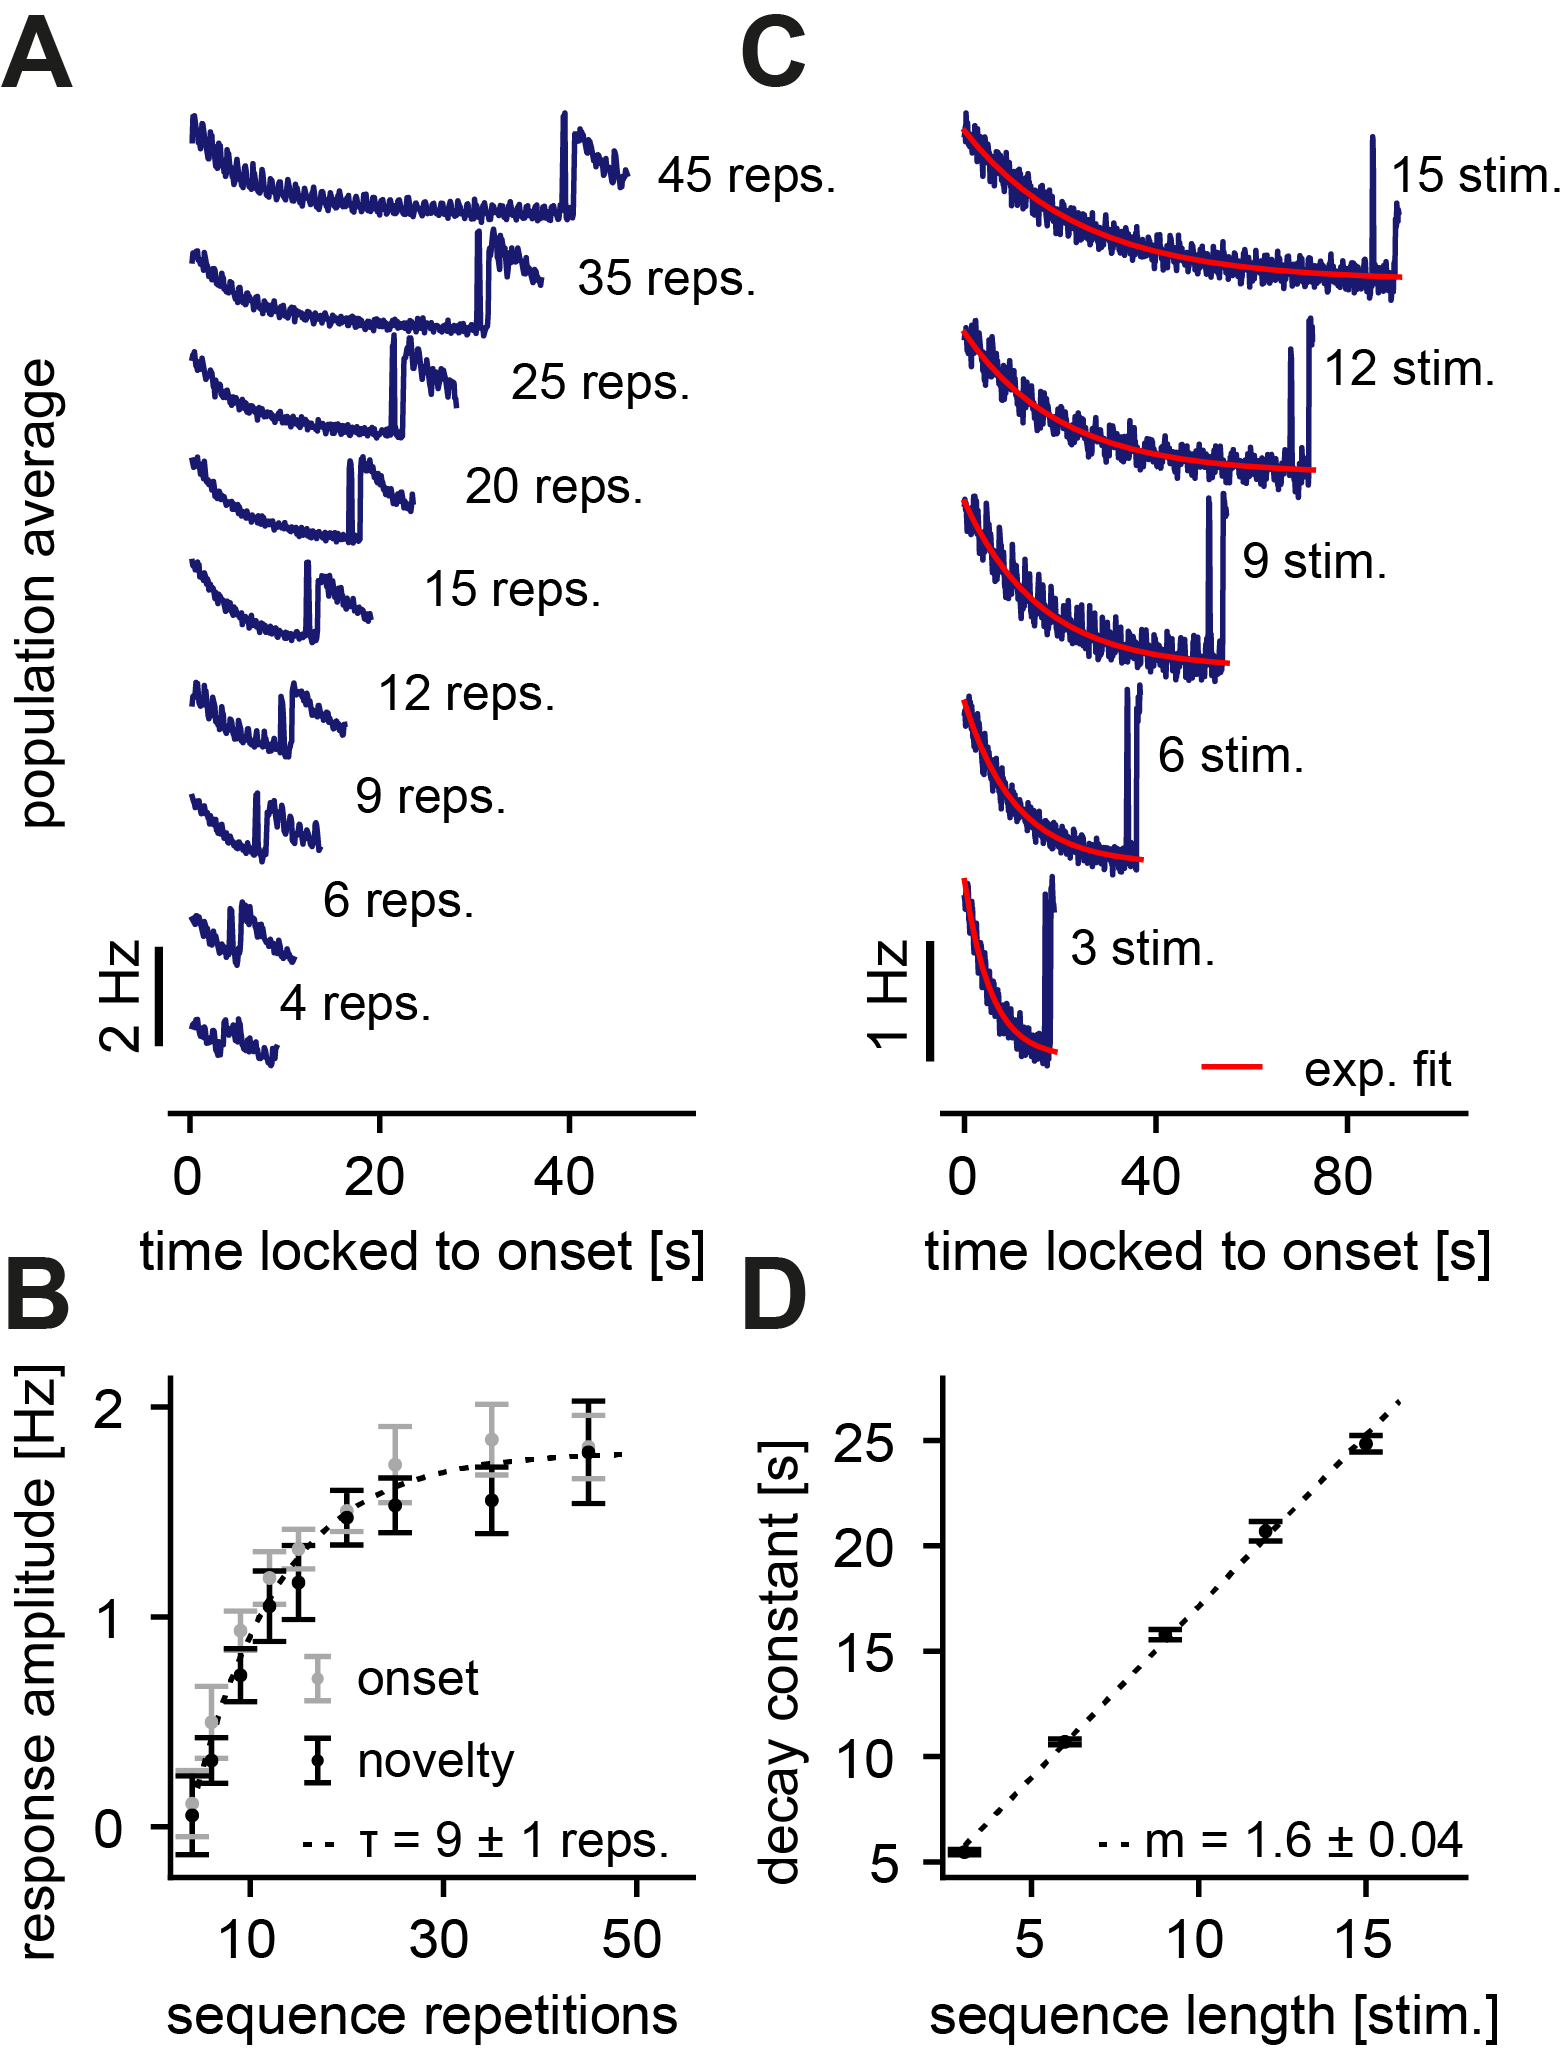 A
population average
45 reps.
35 reps.
25 reps.
20 reps.
15 reps.
12 reps.
9 reps.
6 reps.
4 reps.
2 Hz
0 20 40
time locked to onset [s]
C
15 stim.
12 stim.
9 stim.
6 stim.
3 stim.
1 Hz
exp. fit
0 40 80
time locked to onset [s]
B
response amplitude [Hz]
2
1
0
onset
novelty
τ = 9 ± 1 reps.
10 30 50
sequence repetitions
D
decay constant [s]
25
20
15
10
5
m = 1.6 ± 0.04
5 10 15
sequence length [stim.]